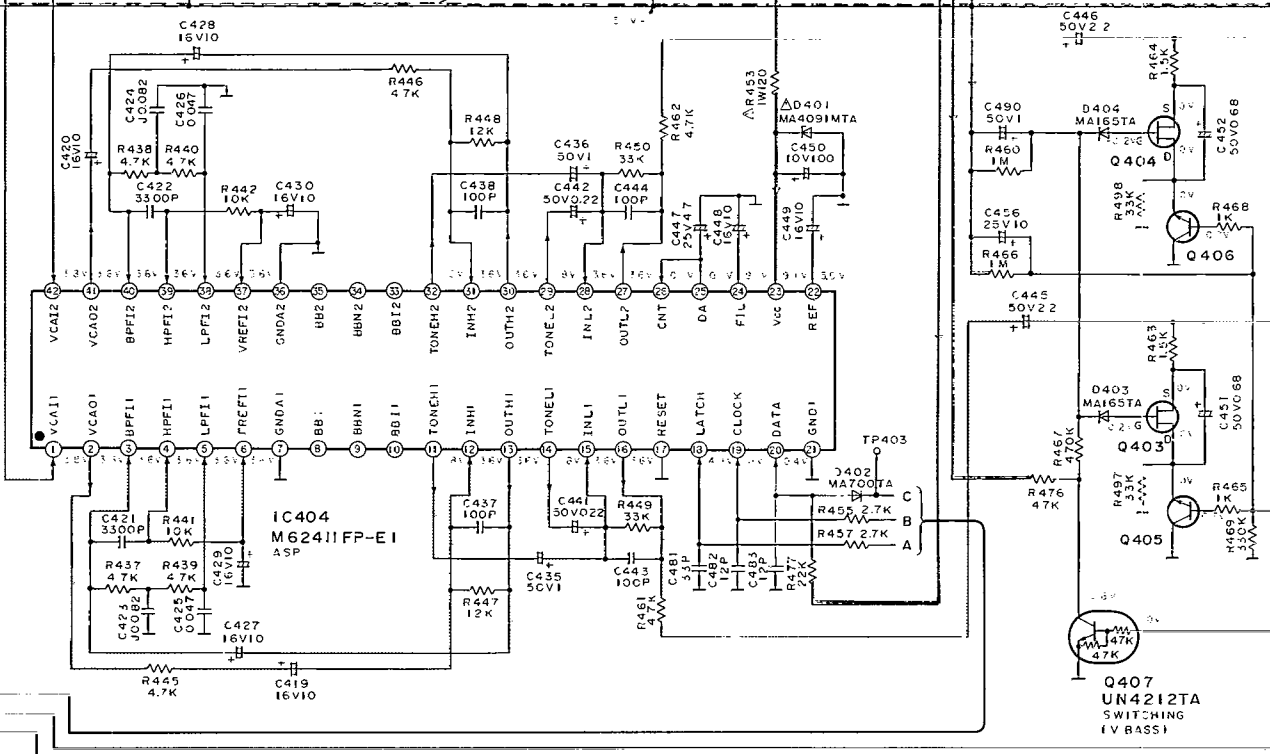 C428
16V10
C446
50V2.2
R446
4.7K
C424
J0.082
C426
0.047
R448
12K
R462
4.7K
⚠R453
1W120
⚠D401
MA4091MTA
C450
10V100
C490
50V1
R460
1M
D404
MA165TA
R464
1.5K
S
D
Q404
C452
50V0.68
C420
16V10
R438
4.7K
R440
4.7K
C422
3300P
R442
10K
C430
16V10
C438
100P
C436
50V1
R450
33K
C442
50V0.22
C444
100P
C447
25V4.7
C448
16V10
C449
16V10
C456
25V10
R466
1M
R498
33K
R468
1K
Q406
42 41 40 39 38 37 36 35 34 33 32 31 30 29 28 27 26 25 24 23 22
VCAI2 VCAO2 BPFI2 HPFI2 LPFI2 VREFI2 GNDA2 BB2 BBN2 BBI2 TONEH2 INH2 OUTH2 TONEL2 INL2 OUTL2 CNT DA FIL Vcc REF
C445
50V2.2
R463
1.5K
VCAI1 VCAO1 BPFI1 HPFI1 LPFI1 FREFI1 GNDA1 BB1 BBN1 BBI1 TONEH1 INH1 OUTH1 TONEL1 INL1 OUTL1 RESET LATCH CLOCK DATA GND1
1 2 3 4 5 6 7 8 9 10 11 12 13 14 15 16 17 18 19 20 21
D403
MA165TA
S
G
D
Q403
C451
50V0.68
TP403
D402
MA700TA
C
R455 2.7K
B
R457 2.7K
A
R467
470K
R476
47K
R497
33K
R465
1K
R469
330K
Q405
IC404
M62411FP-E1
ASP
C421
3300P
R441
10K
R437
4.7K
R439
4.7K
C429
16V10
C423
J0.082
C425
0.047
C437
100P
C441
50V022
R449
33K
C435
50V1
C443
100P
R447
12K
R461
4.7K
C481
33P
C482
12P
C483
12P
R477
22K
C427
16V10
R445
4.7K
C419
16V10
47K
47K
Q407
UN4212TA
SWITCHING
(V BASS)